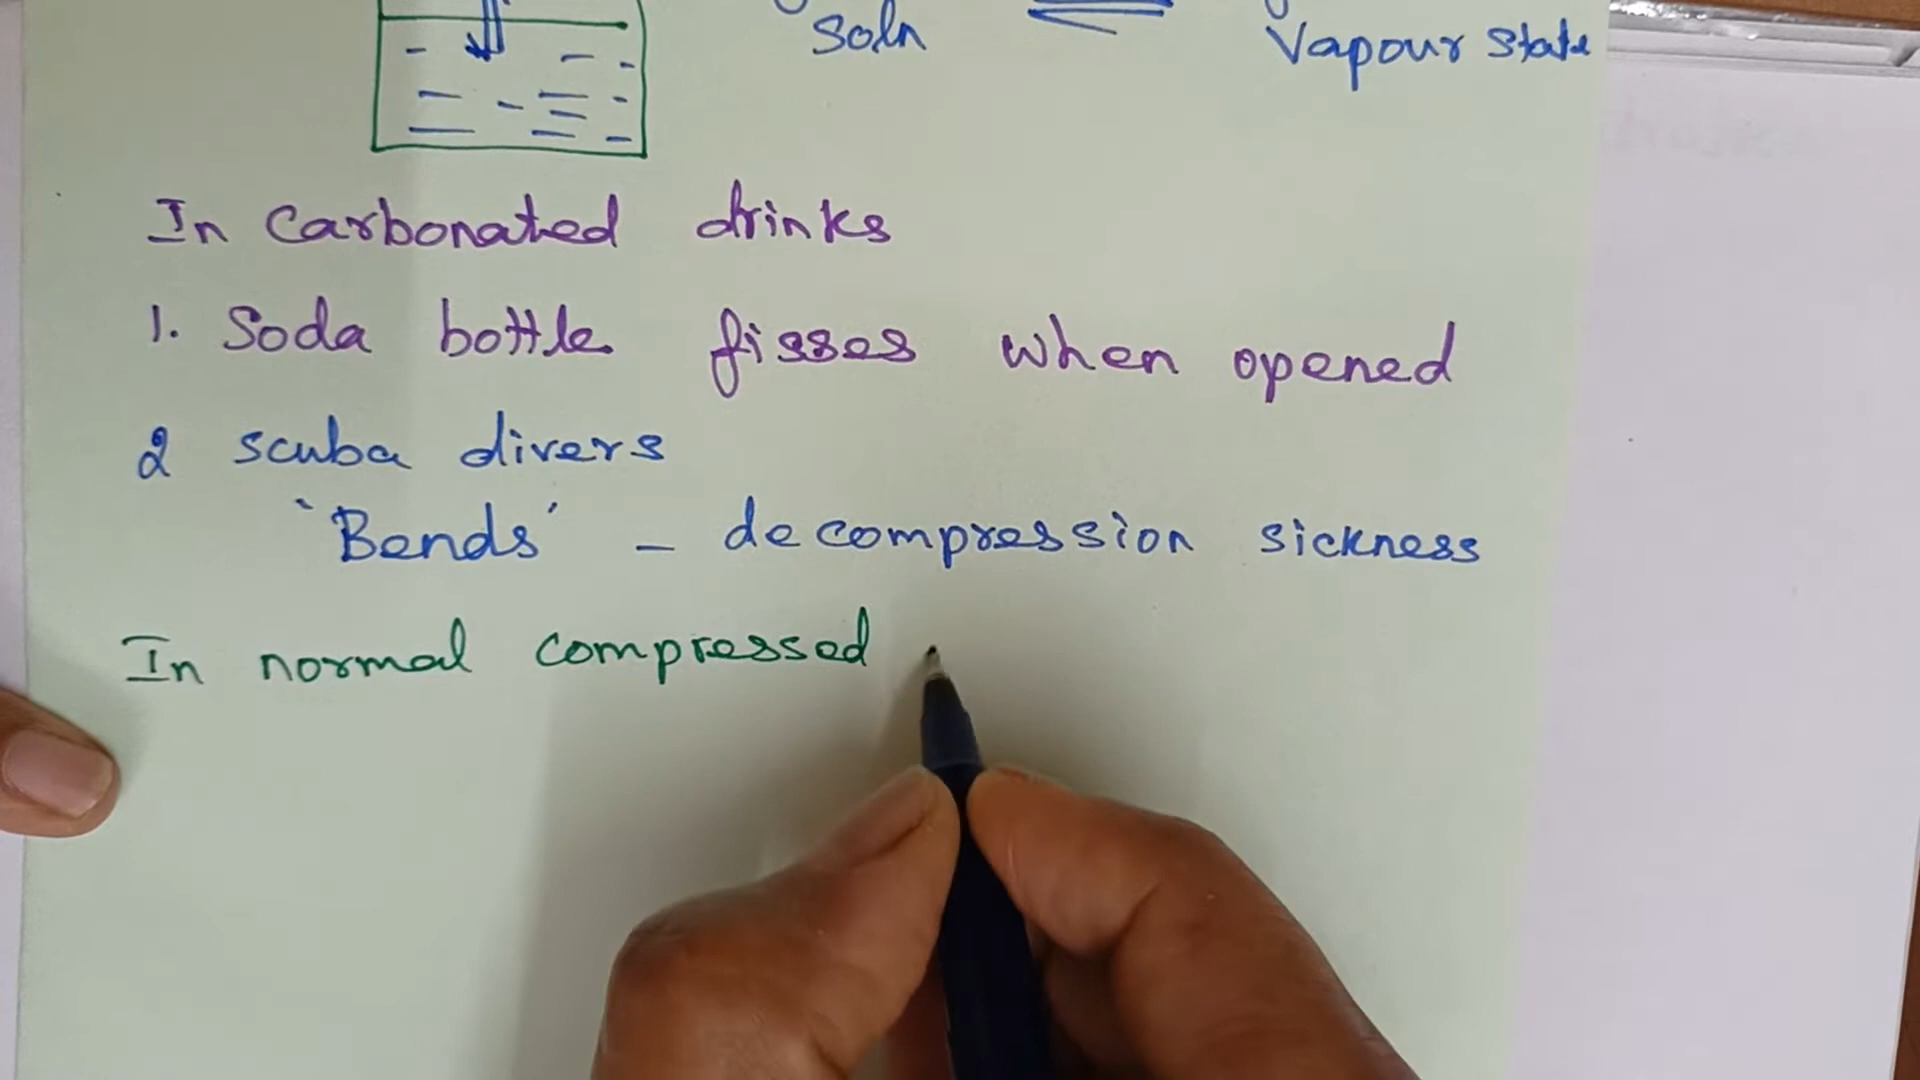 Soln ⇌ Vapour state
In Carbonated drinks
1. Soda bottle fisses when opened
2 scuba divers
'Bends' - decompression sickness
In normal compressed